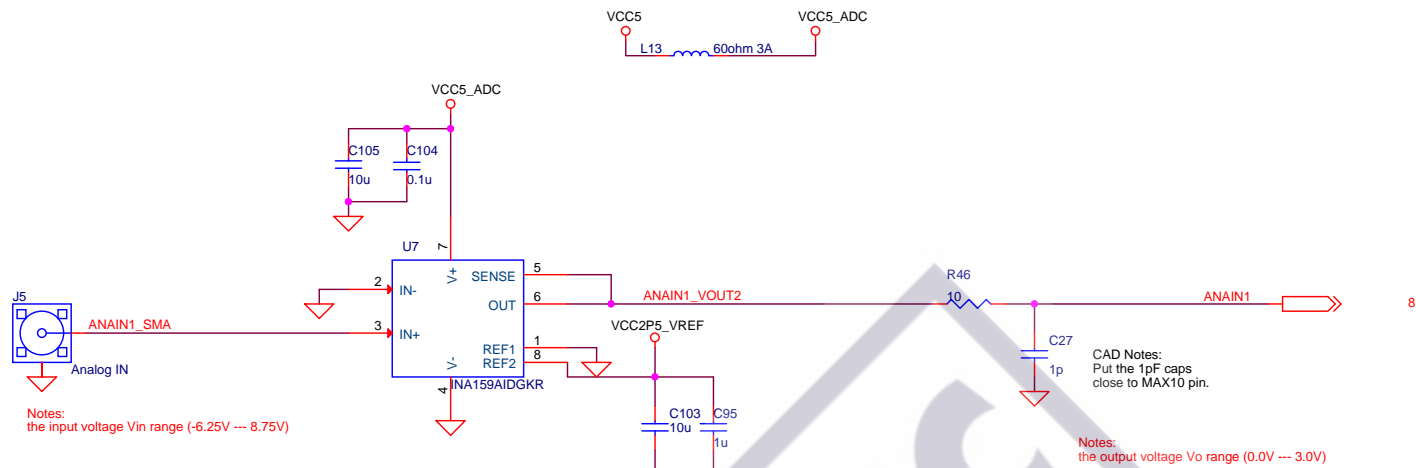 VCC5
VCC5_ADC
L13
60ohm 3A
VCC5_ADC
C105
C104
10u
0.1u
U7
7
V+
5
SENSE
2
IN-
6
OUT
ANAIN1_VOUT2
R46
10
ANAIN1
8
J5
ANAIN1_SMA
3
IN+
VCC2P5_VREF
1
REF1
8
REF2
C27
1p
CAD Notes:
Put the 1pF caps
close to MAX10 pin.
Analog IN
V-
4
INA159AIDGKR
Notes:
the input voltage Vin range (-6.25V --- 8.75V)
C103
10u
C95
1u
Notes:
the output voltage Vo range (0.0V --- 3.0V)